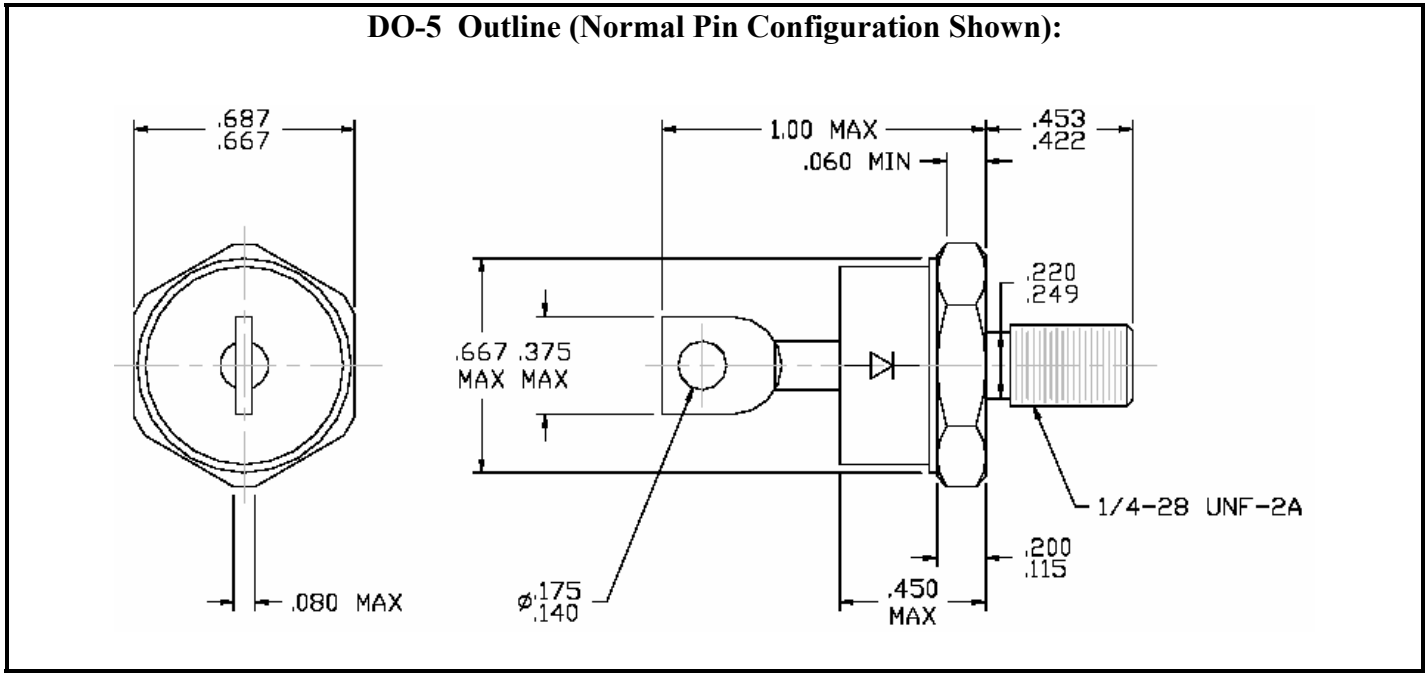 DO-5 Outline (Normal Pin Configuration Shown):
.687
.667
1.00 MAX
.453
.422
.060 MIN
.220
.249
.667 .375
MAX MAX
1/4-28 UNF-2A
.200
.115
.450
MAX
.080 MAX
ø.175
.140